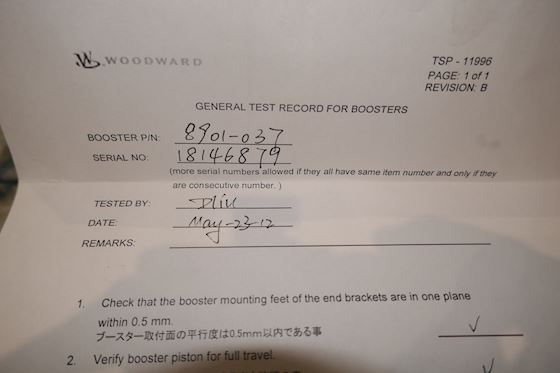 WOODWARD
TSP - 11996
PAGE: 1 of 1
REVISION: B
GENERAL TEST RECORD FOR BOOSTERS
BOOSTER P/N: 8901-037
SERIAL NO: 18146879
(more serial numbers allowed if they all have same item number and only if they
are consecutive number. )
TESTED BY:
DATE: May-23-12
REMARKS:
1. Check that the booster mounting feet of the end brackets are in one plane
within 0.5 mm. √
ブースター取付面の平行度は0.5mm以内である事
2. Verify booster piston for full travel. √